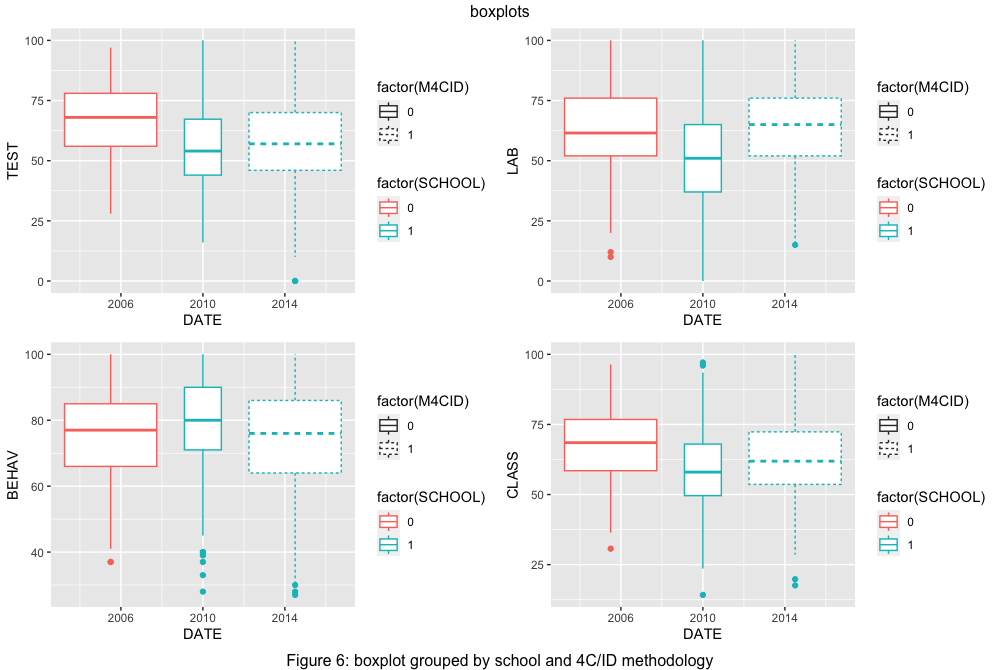 boxplots
100
75
50
25
0
TEST
2006 2010 2014
DATE
factor(M4CID)
0
1
factor(SCHOOL)
0
1
100
75
50
25
0
LAB
2006 2010 2014
DATE
factor(M4CID)
0
1
factor(SCHOOL)
0
1
100
80
60
40
BEHAV
2006 2010 2014
DATE
factor(M4CID)
0
1
factor(SCHOOL)
0
1
100
75
50
25
CLASS
2006 2010 2014
DATE
factor(M4CID)
0
1
factor(SCHOOL)
0
1
Figure 6: boxplot grouped by school and 4C/ID methodology